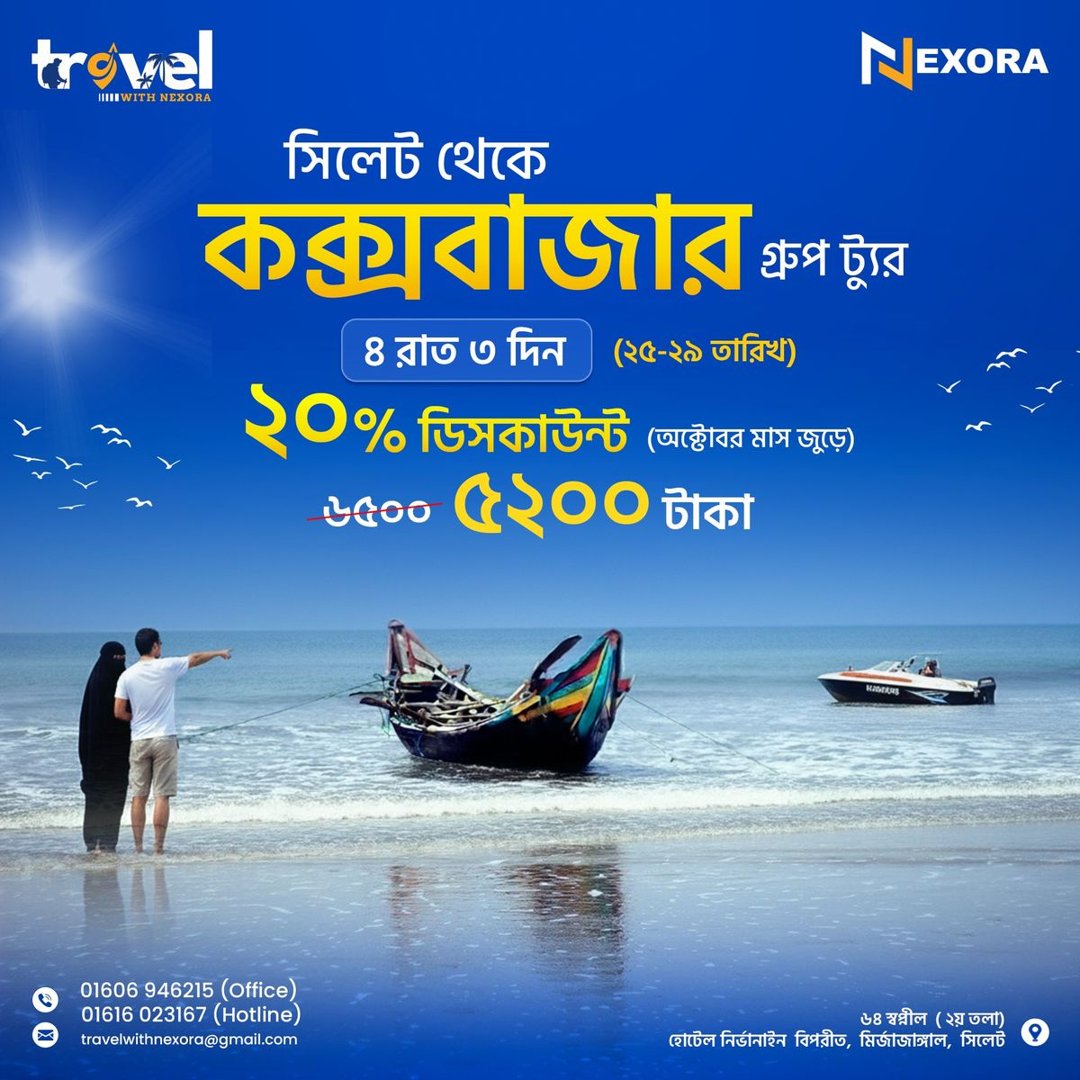 travel
WITH NEXORA
NEXORA
সিলেট থেকে
কক্সবাজার গ্রুপ ট্যুর
৪ রাত ৩ দিন (২৫-২৯ তারিখ)
২০% ডিসকাউন্ট (অক্টোবর মাস জুড়ে)
৬৫০০ ৫২০০ টাকা
01606 946215 (Office)
01616 023167 (Hotline)
travelwithnexora@gmail.com
৬৪ স্বপ্নীল ( ২য় তলা)
হোটেল নির্ভানাইন বিপরীত, মির্জাজাঙ্গাল, সিলেট